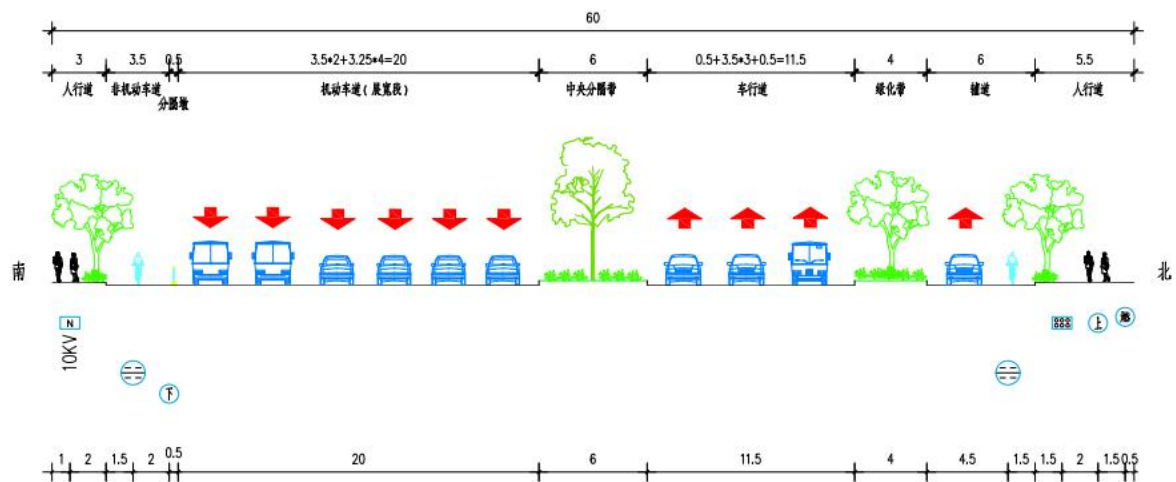 60
3 3.5 0.5 3.5*2+3.25*4=20 6 0.5+3.5*3+0.5=11.5 4 6 5.5
人行道 非机动车道 分隔墩 机动车道(展宽段) 中央分隔带 车行道 绿化带 辅道 人行道
南 北
N 上 燃
10KV
下
1 2 1.5 2 0.5 20 6 11.5 4 4.5 1.5 1.5 2 1.5 0.5